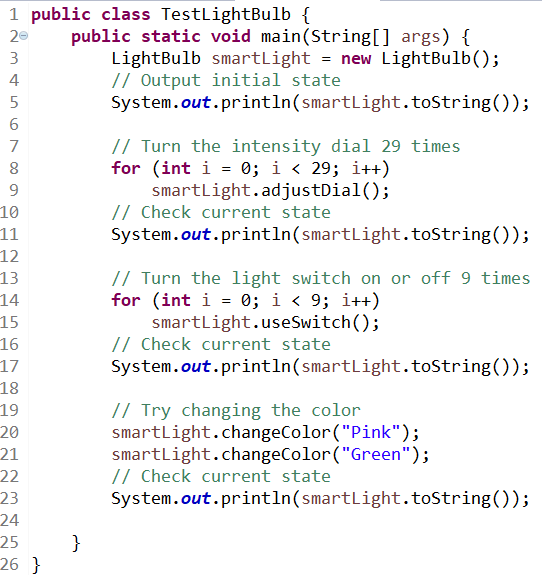 1 public class TestLightBulb {
2 public static void main(String[] args) {
3 LightBulb smartLight = new LightBulb();
4 // Output initial state
5 System.out.println(smartLight.toString());
6
7 // Turn the intensity dial 29 times
8 for (int i = 0; i < 29; i++)
9 smartLight.adjustDial();
10 // Check current state
11 System.out.println(smartLight.toString());
12
13 // Turn the light switch on or off 9 times
14 for (int i = 0; i < 9; i++)
15 smartLight.useSwitch();
16 // Check current state
17 System.out.println(smartLight.toString());
18
19 // Try changing the color
20 smartLight.changeColor("Pink");
21 smartLight.changeColor("Green");
22 // Check current state
23 System.out.println(smartLight.toString());
24
25 }
26 }